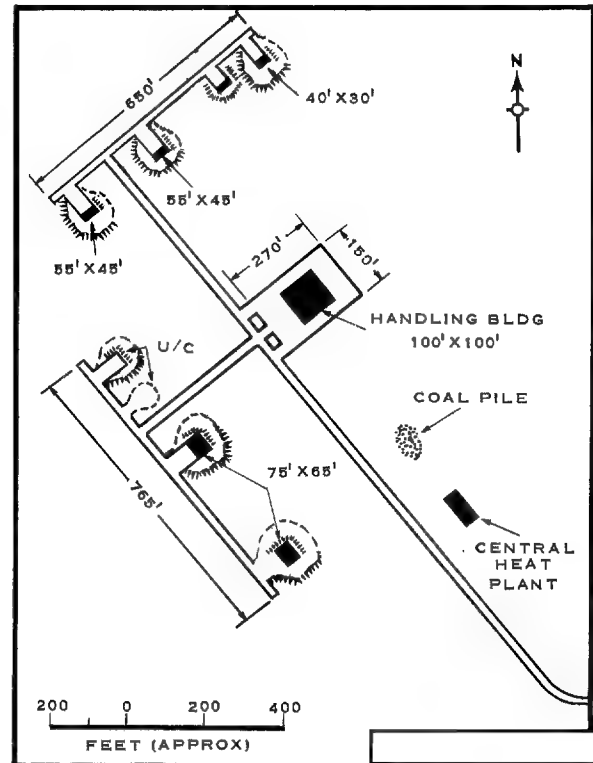 N
650'
40' X 30'
55' X 45'
55' X 45'
270'
150'
HANDLING BLDG
100' X 100'
U/C
COAL PILE
75' X 65'
765'
CENTRAL
HEAT
PLANT
200 0 200 400
FEET (APPROX)